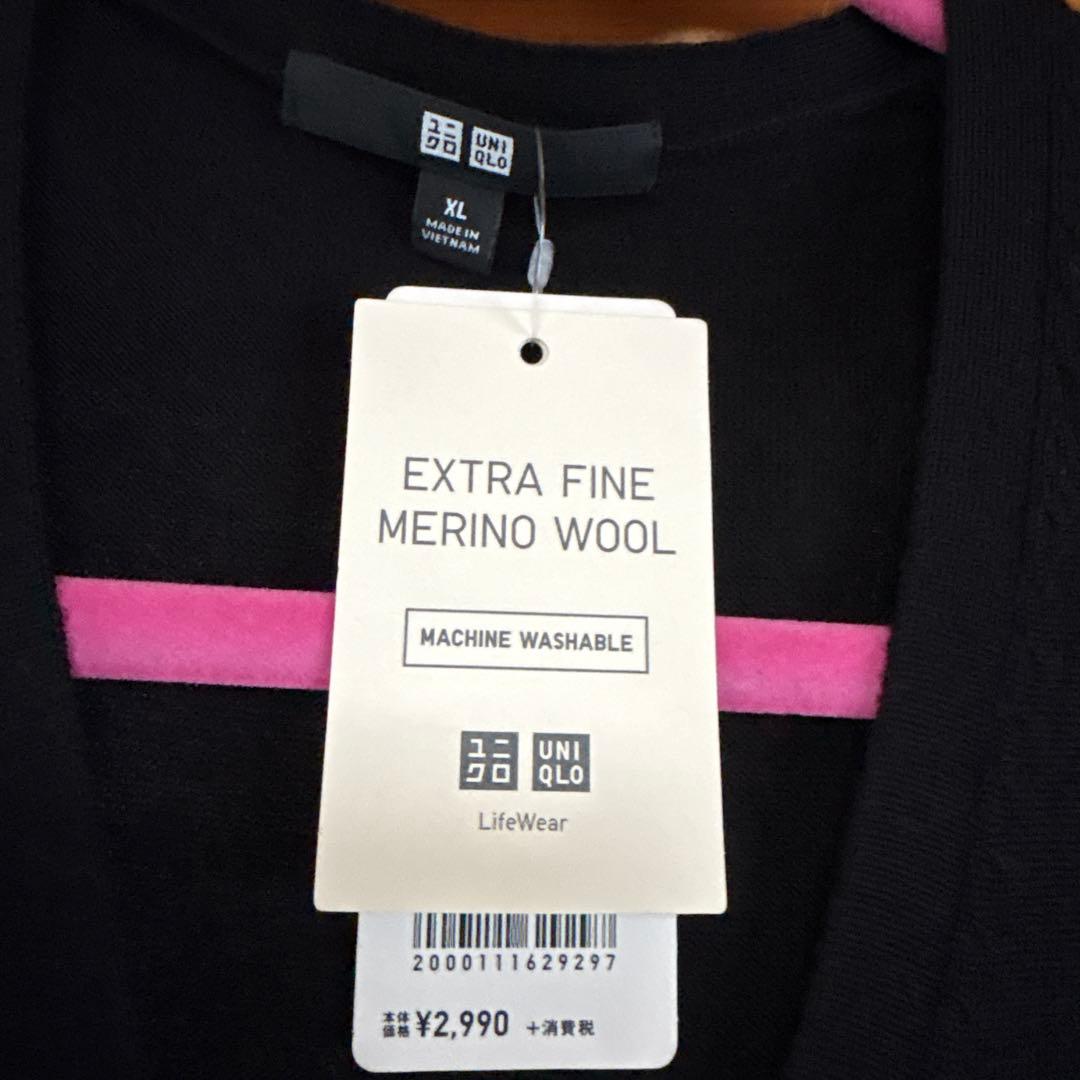 ユニ
クロ
UNI
QLO
XL
MADE IN
VIETNAM
EXTRA FINE
MERINO WOOL
MACHINE WASHABLE
ユニ
クロ
UNI
QLO
LifeWear
2000111629297
本体価格 ¥2,990 +消費税